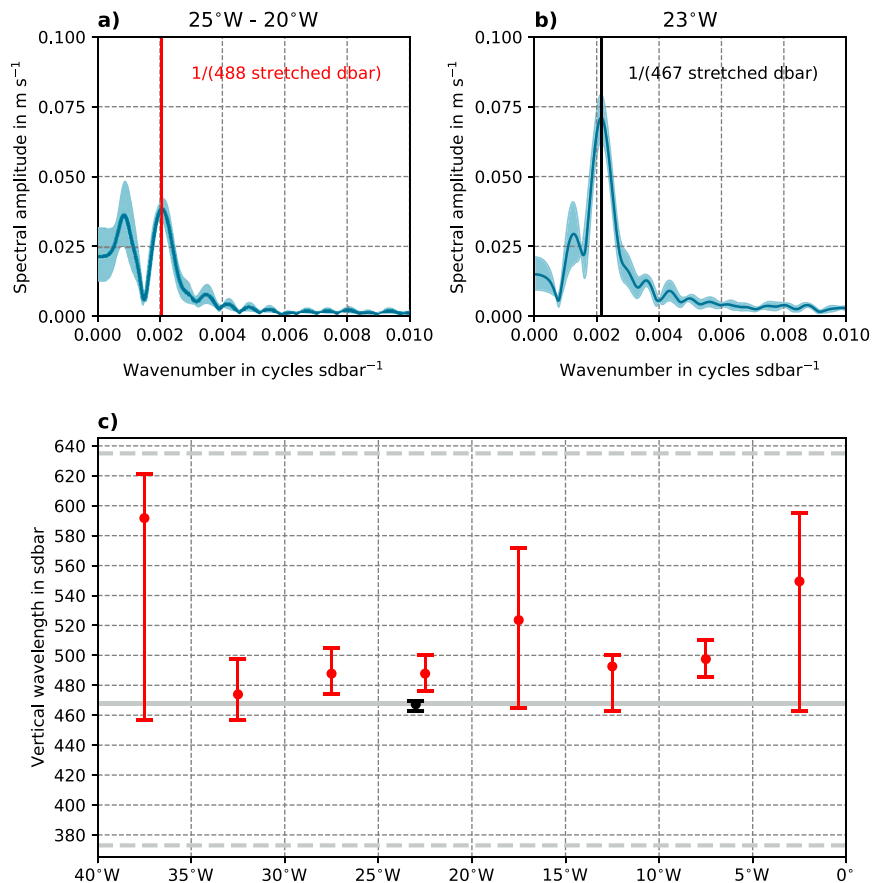 a)
25°W - 20°W
b)
23°W
0.100
0.075
0.050
0.025
0.000
Spectral amplitude in m s⁻¹
1/(488 stretched dbar)
0.000 0.002 0.004 0.006 0.008 0.010
Wavenumber in cycles sdbar⁻¹
0.100
0.075
0.050
0.025
0.000
Spectral amplitude in m s⁻¹
1/(467 stretched dbar)
0.000 0.002 0.004 0.006 0.008 0.010
Wavenumber in cycles sdbar⁻¹
c)
640
620
600
580
560
540
520
500
480
460
440
420
400
380
Vertical wavelength in sdbar
40°W 35°W 30°W 25°W 20°W 15°W 10°W 5°W 0°